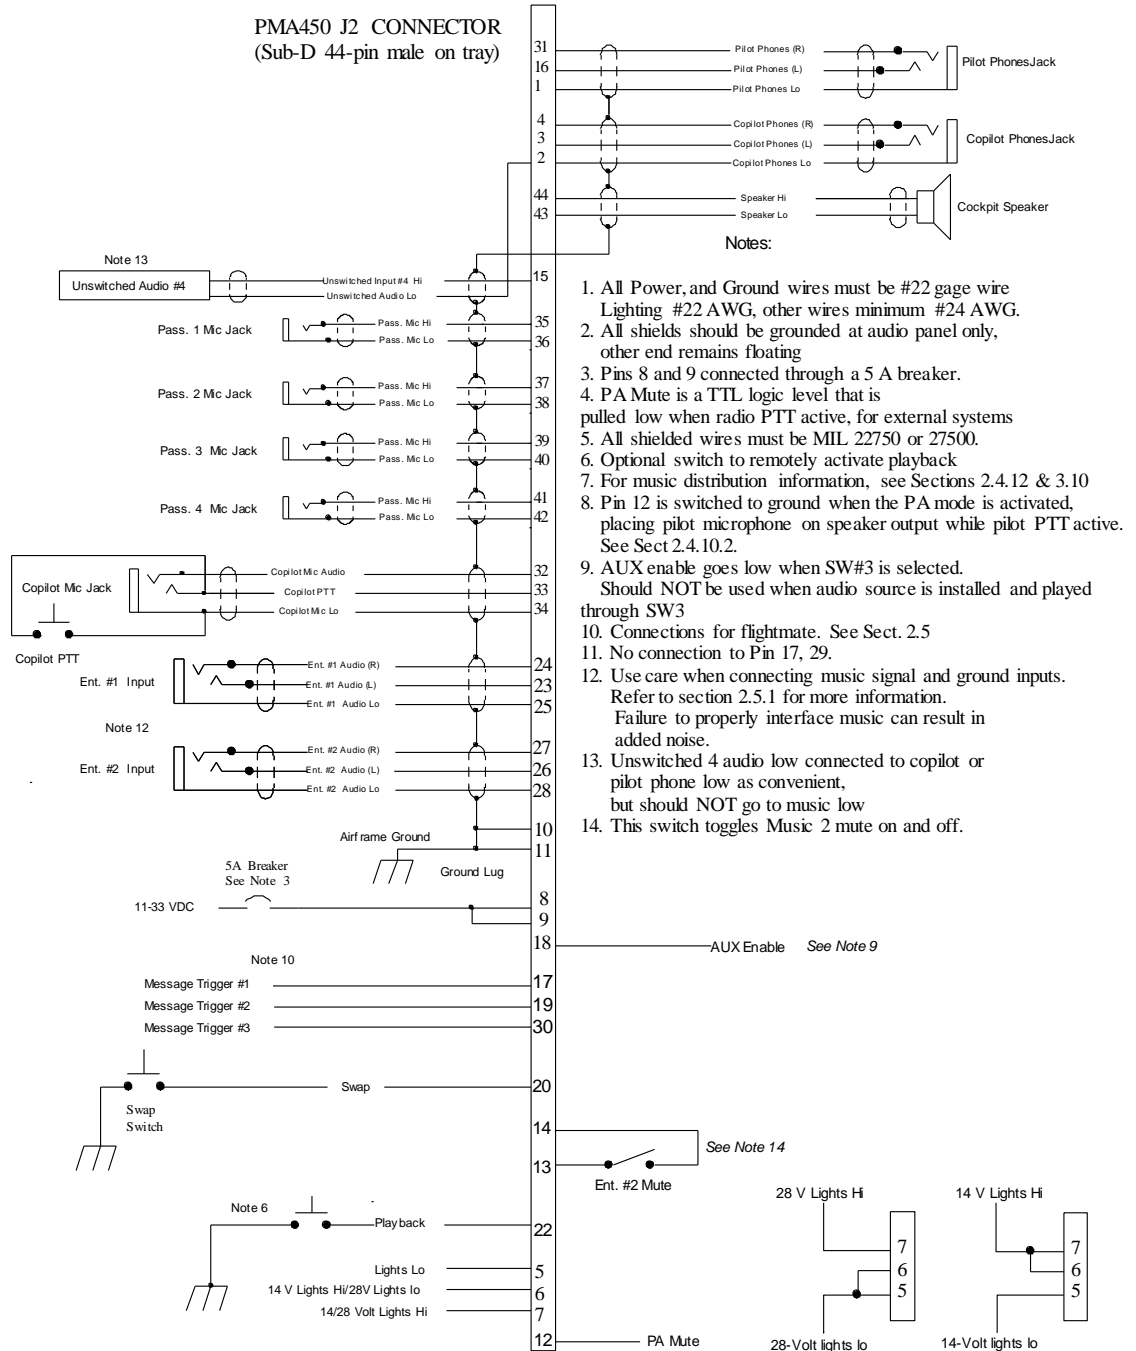 PMA450 J2 CONNECTOR
(Sub-D 44-pin male on tray)
31 Pilot Phones (R)
16 Pilot Phones (L)
1 Pilot Phones Lo
Pilot PhonesJack
4 Copilot Phones (R)
3 Copilot Phones (L)
2 Copilot Phones Lo
Copilot PhonesJack
44 Speaker Hi
43 Speaker Lo
Cockpit Speaker
Notes:
1. All Power, and Ground wires must be #22 gage wire
Lighting #22 AWG, other wires minimum #24 AWG.
2. All shields should be grounded at audio panel only,
other end remains floating
3. Pins 8 and 9 connected through a 5 A breaker.
4. PA Mute is a TTL logic level that is
pulled low when radio PTT active, for external systems
5. All shielded wires must be MIL 22750 or 27500.
6. Optional switch to remotely activate playback
7. For music distribution information, see Sections 2.4.12 & 3.10
8. Pin 12 is switched to ground when the PA mode is activated,
placing pilot microphone on speaker output while pilot PTT active.
See Sect 2.4.10.2.
9. AUX enable goes low when SW#3 is selected.
Should NOT be used when audio source is installed and played
through SW3
10. Connections for flightmate. See Sect. 2.5
11. No connection to Pin 17, 29.
12. Use care when connecting music signal and ground inputs.
Refer to section 2.5.1 for more information.
Failure to properly interface music can result in
added noise.
13. Unswitched 4 audio low connected to copilot or
pilot phone low as convenient,
but should NOT go to music low
14. This switch toggles Music 2 mute on and off.
Note 13
Unswitched Audio #4
Unswitched Input #4 Hi 15
Unswitched Audio Lo
Pass. 1 Mic Jack
Pass. Mic Hi 35
Pass. Mic Lo 36
Pass. 2 Mic Jack
Pass. Mic Hi 37
Pass. Mic Lo 38
Pass. 3 Mic Jack
Pass. Mic Hi 39
Pass. Mic Lo 40
Pass. 4 Mic Jack
Pass. Mic Hi 41
Pass. Mic Lo 42
Copilot Mic Jack
Copilot Mic Audio 32
Copilot PTT 33
Copilot Mic Lo 34
Copilot PTT
Ent. #1 Input
Ent. #1 Audio (R) 24
Ent. #1 Audio (L) 23
Ent. #1 Audio Lo 25
Note 12
Ent. #2 Input
Ent. #2 Audio (R) 27
Ent. #2 Audio (L) 26
Ent. #2 Audio Lo 28
10
Airframe Ground
11
Ground Lug
5A Breaker
See Note 3
11-33 VDC
8
9
18 AUX Enable See Note 9
Note 10
Message Trigger #1 17
Message Trigger #2 19
Message Trigger #3 30
Swap 20
Swap
Switch
14
See Note 14
13
Ent. #2 Mute
Note 6
Playback 22
Lights Lo 5
14 V Lights Hi/28V Lights lo 6
14/28 Volt Lights Hi 7
12 PA Mute
28 V Lights Hi
7
6
5
28-Volt lights lo
14 V Lights Hi
7
6
5
14-Volt lights lo